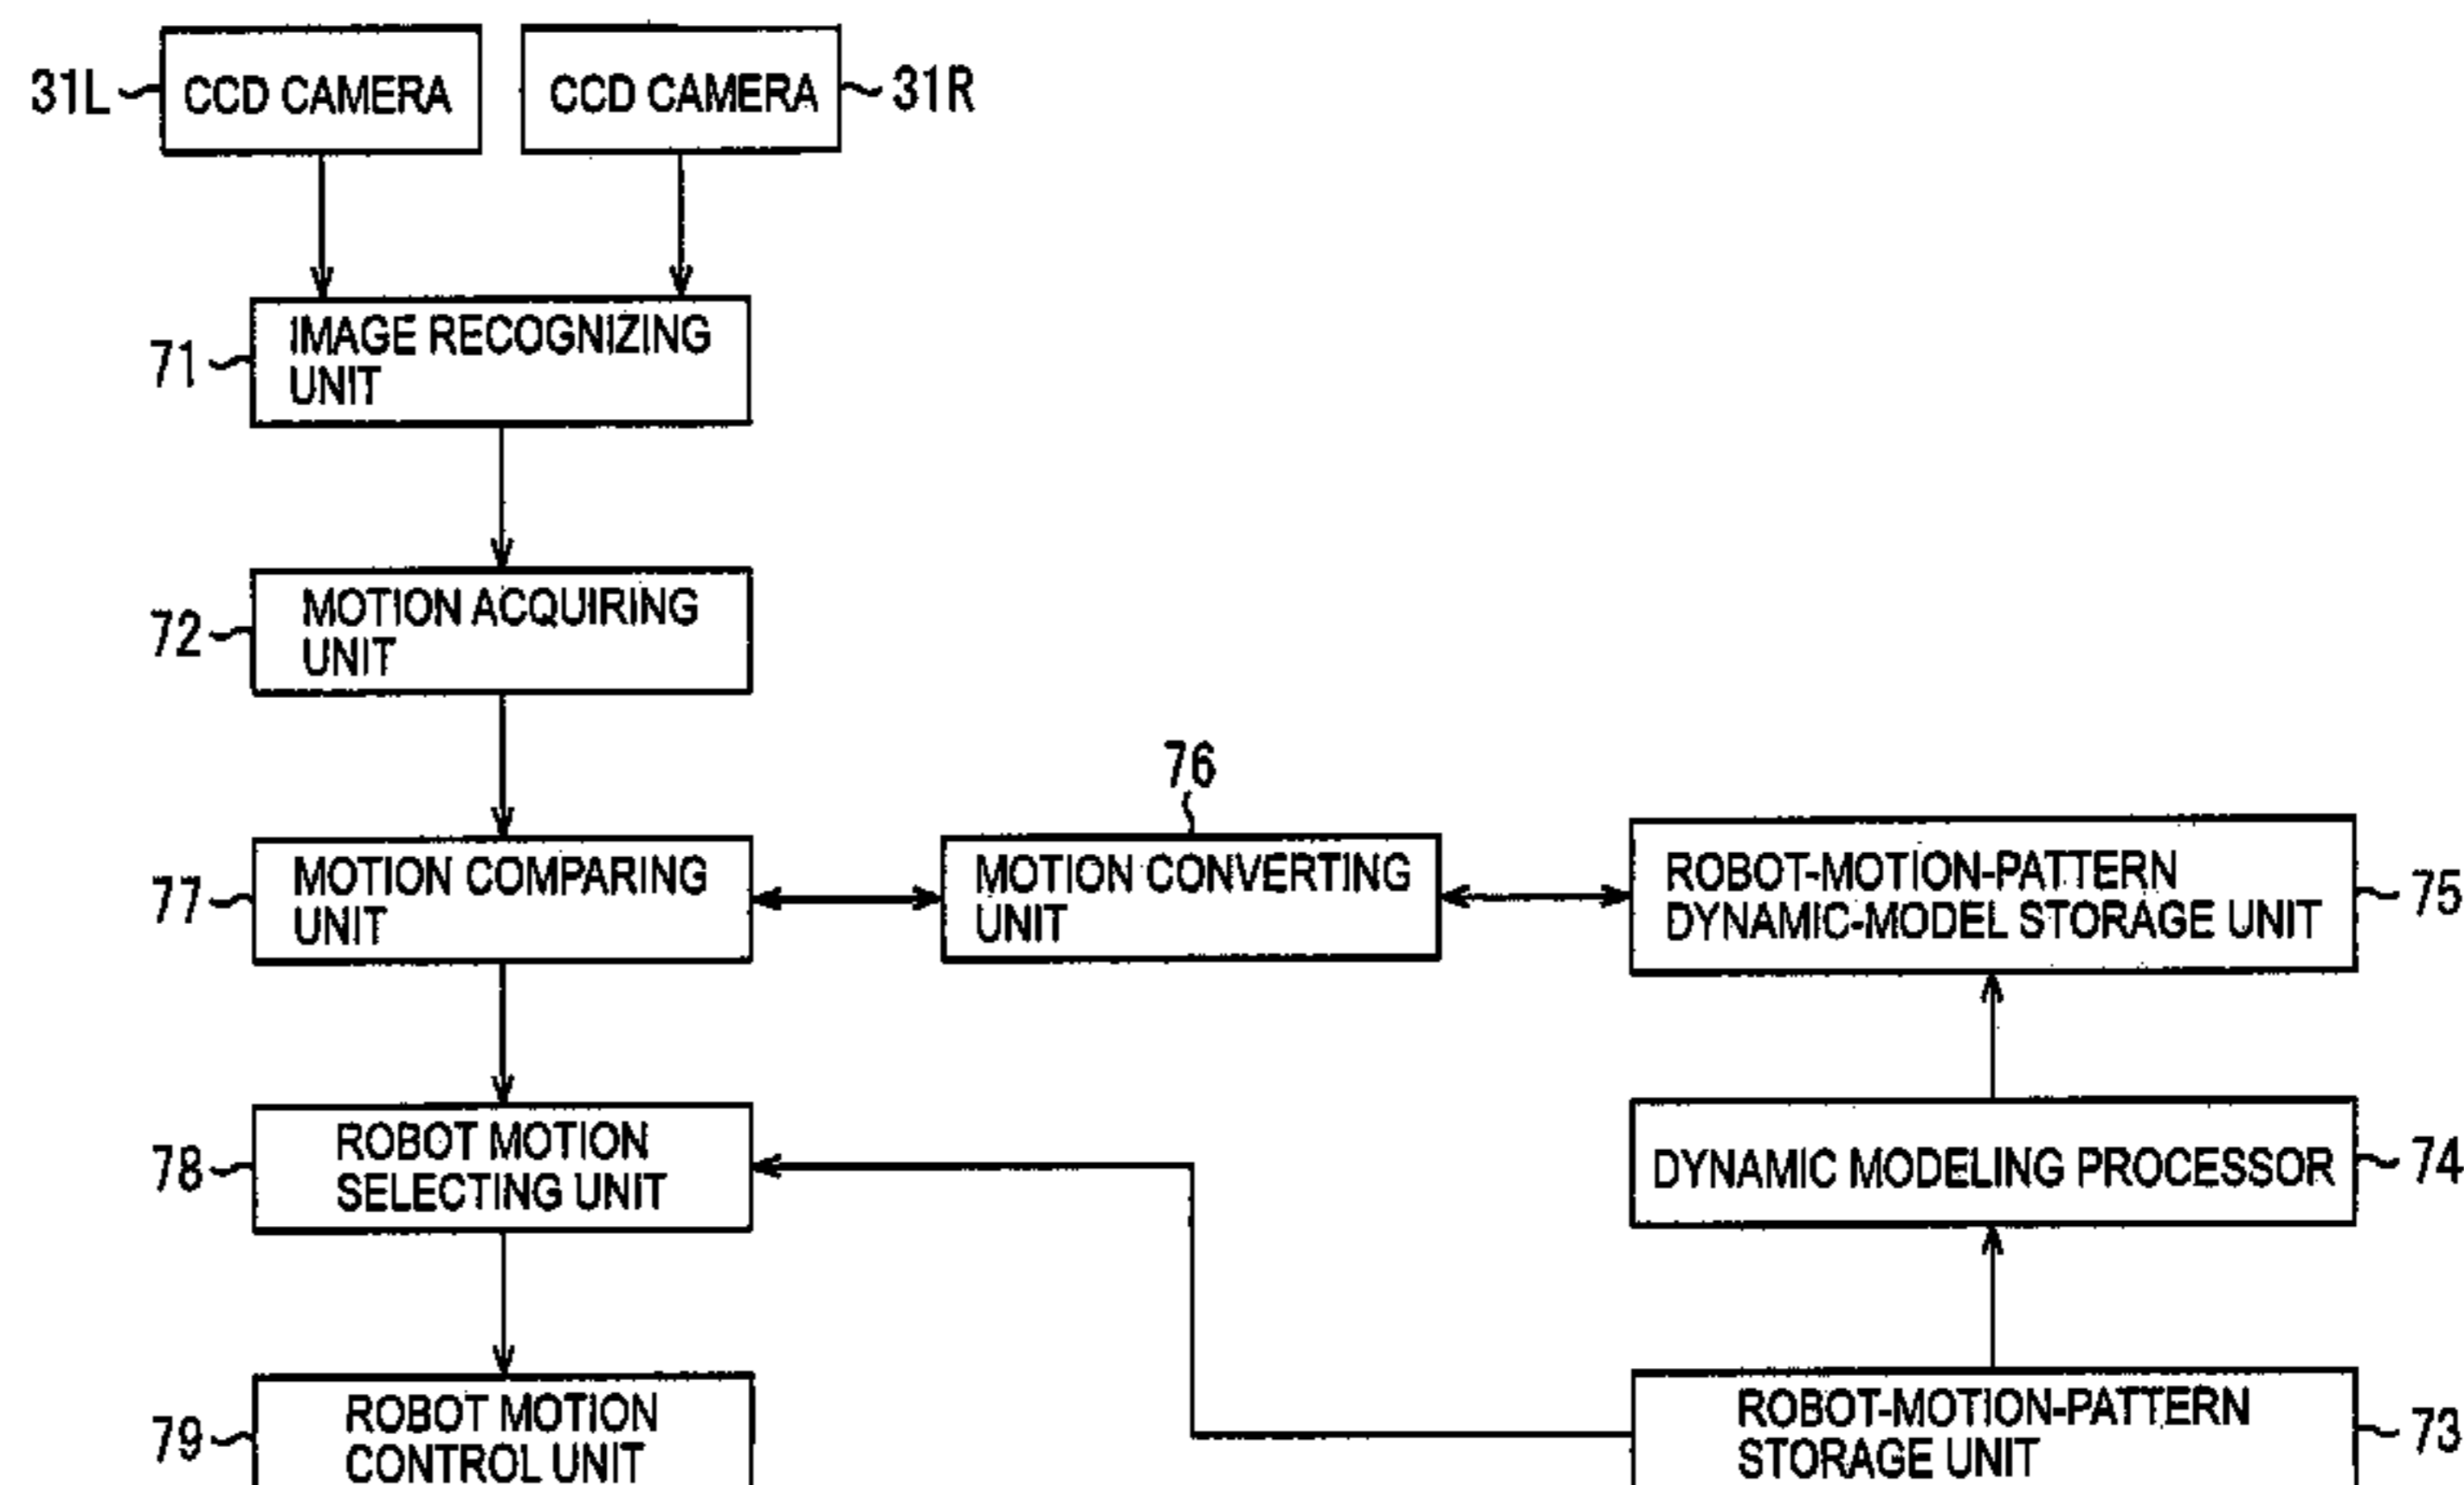 31L
CCD CAMERA
CCD CAMERA
31R
71
IMAGE RECOGNIZING
UNIT
72
MOTION ACQUIRING
UNIT
76
77
MOTION COMPARING
UNIT
MOTION CONVERTING
UNIT
ROBOT-MOTION-PATTERN
DYNAMIC-MODEL STORAGE UNIT
75
78
ROBOT MOTION
SELECTING UNIT
DYNAMIC MODELING PROCESSOR
74
79
ROBOT MOTION
CONTROL UNIT
ROBOT-MOTION-PATTERN
STORAGE UNIT
73